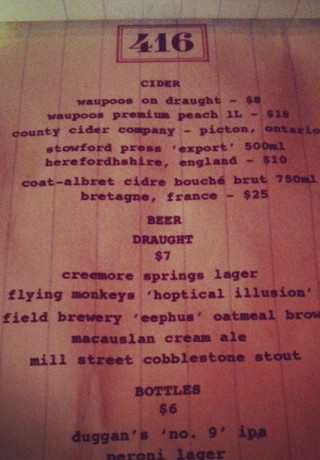 416
CIDER
waupoos on draught - $8
waupoos premium peach 1L - $18
county cider company - picton, ontario
stowford press 'export' 500ml
herefordhshire, england - $10
coat-albret cidre bouché brut 750ml
bretagne, france - $25
BEER
DRAUGHT
$7
creemore springs lager
flying monkeys 'hoptical illusion'
field brewery 'eephus' oatmeal brow
macauslan cream ale
mill street cobblestone stout
BOTTLES
$6
duggan's 'no. 9' ipa
peroni lager